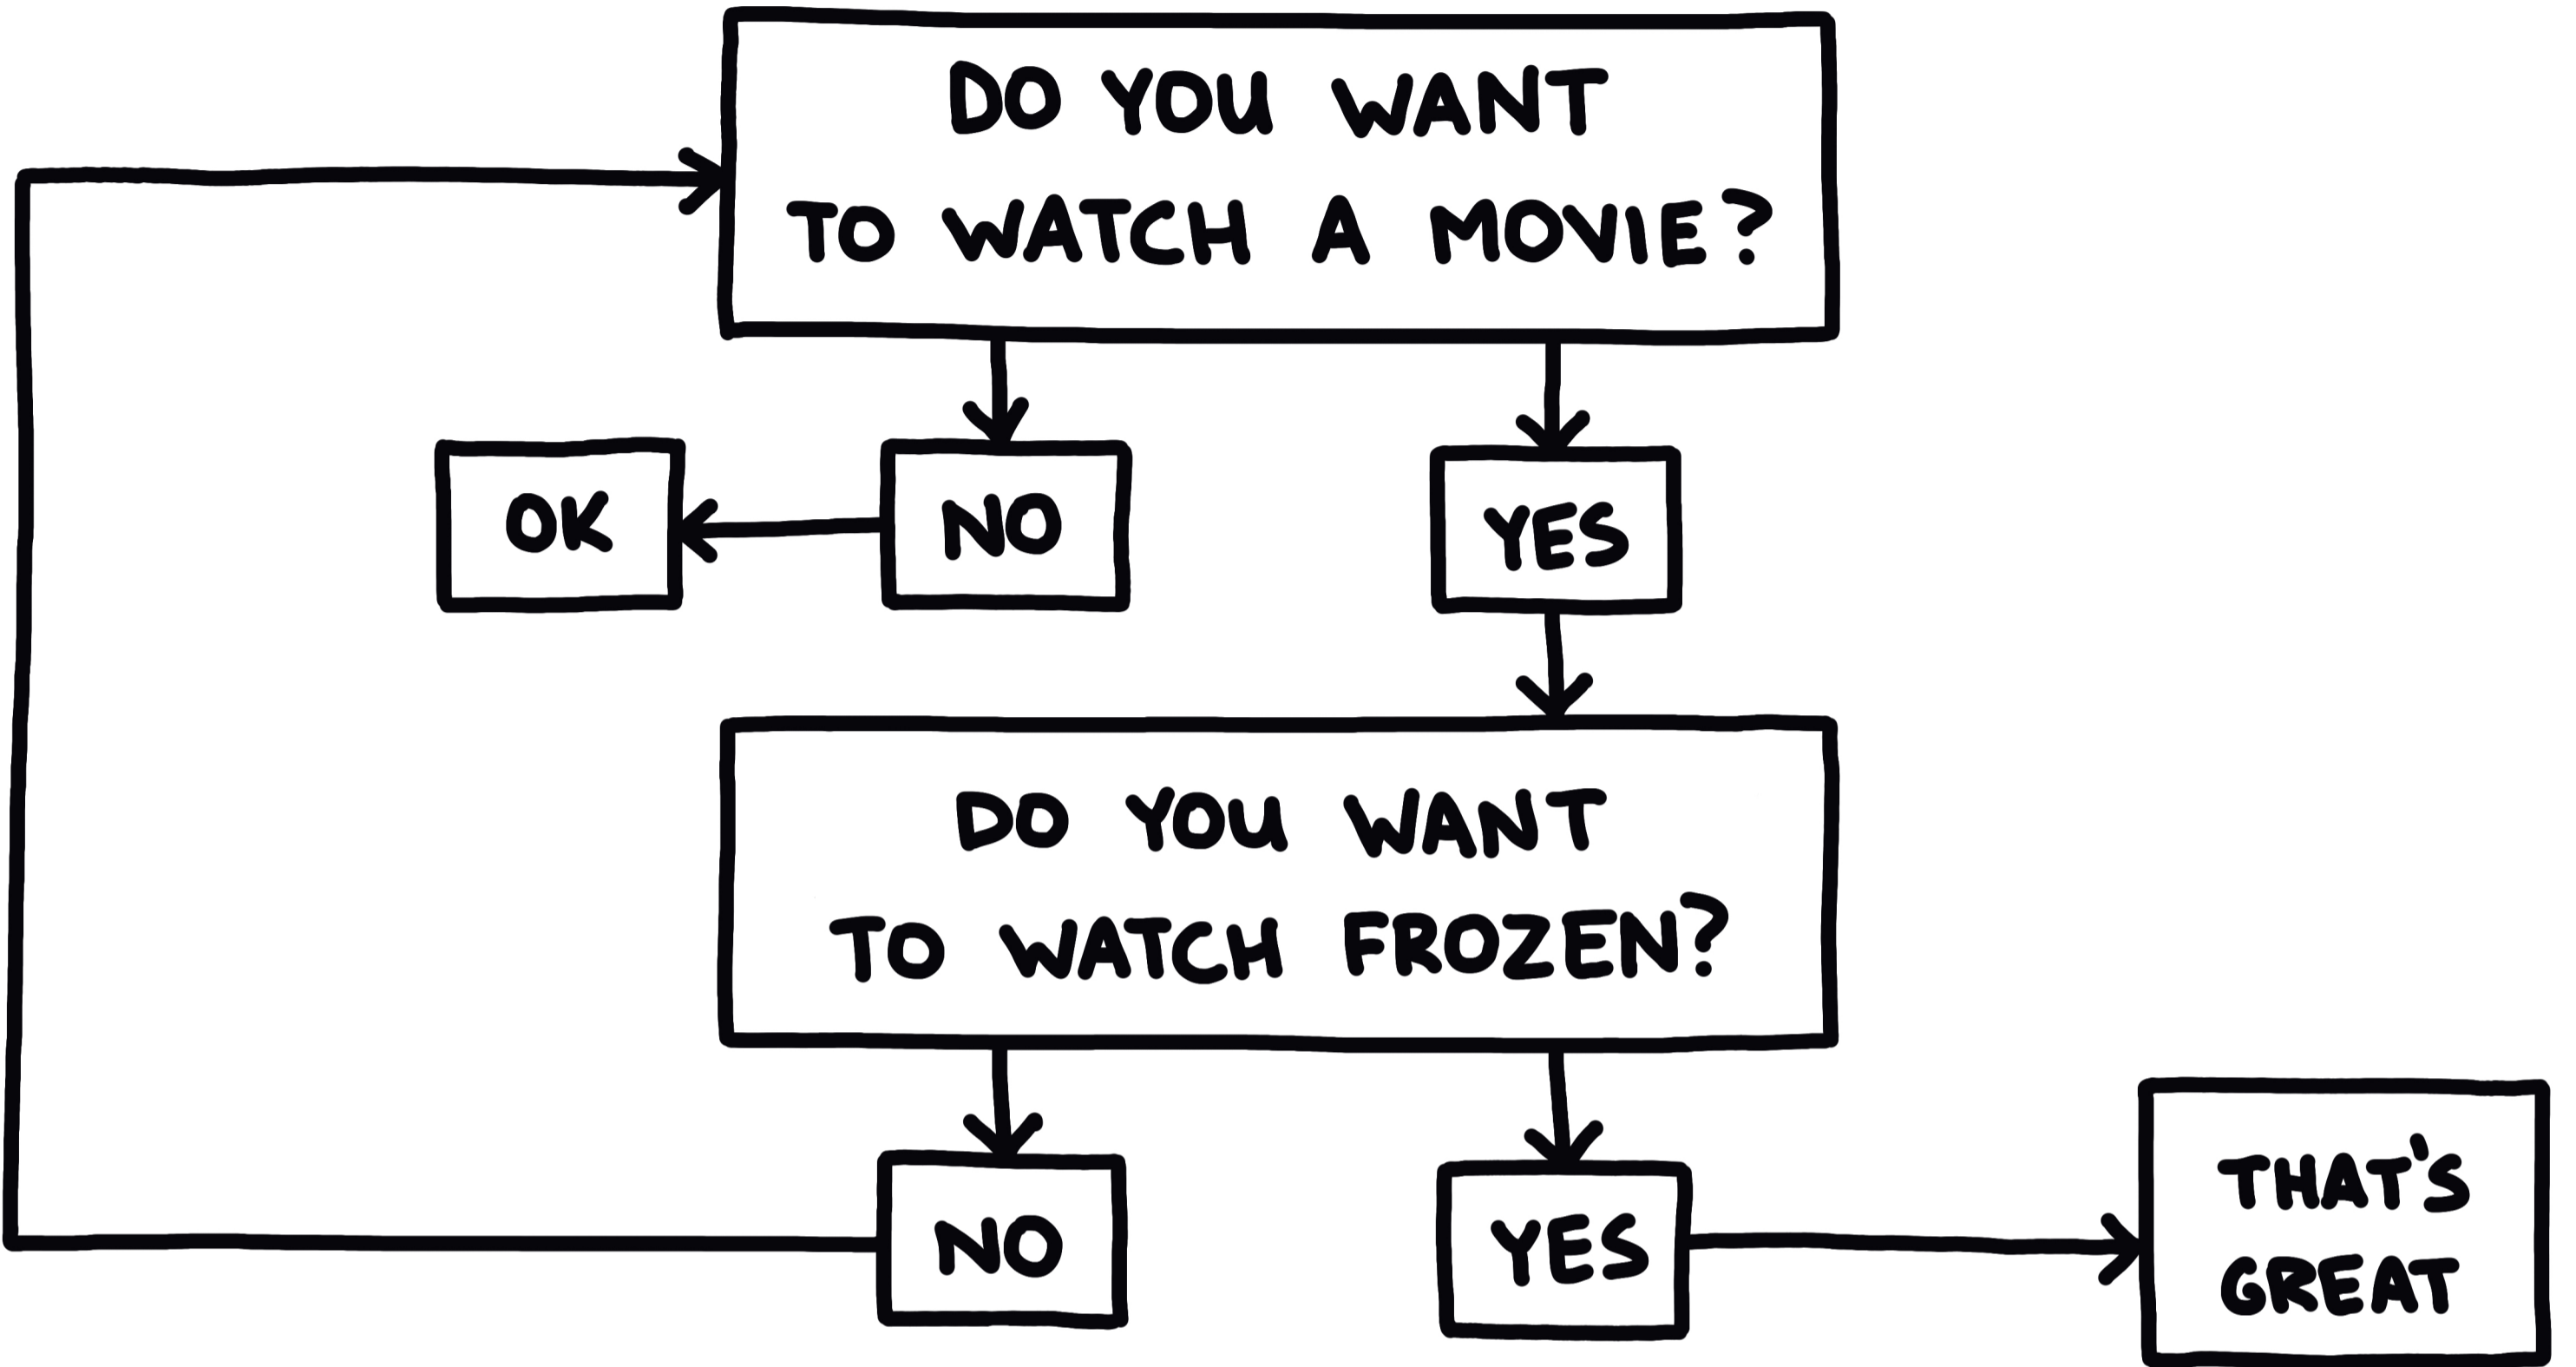 DO YOU WANT
TO WATCH A MOVIE?
OK
NO
YES
DO YOU WANT
TO WATCH FROZEN?
NO
YES
THAT'S
GREAT